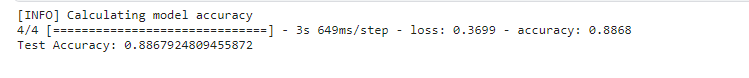 [INFO] Calculating model accuracy
4/4 [==============================] - 3s 649ms/step - loss: 0.3699 - accuracy: 0.8868
Test Accuracy: 0.8867924809455872